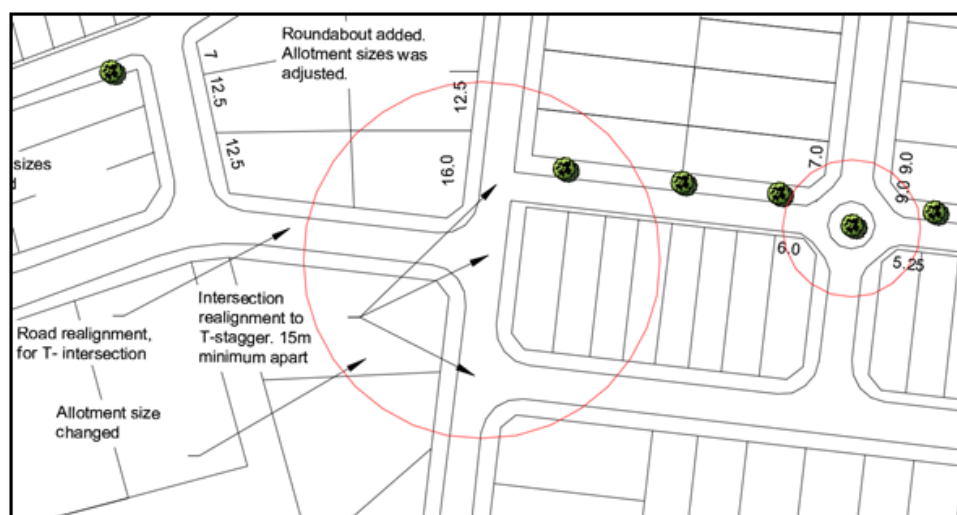 Roundabout added.
Allotment sizes was
adjusted.
7
12.5
12.5
12.5
16.0
sizes
7.0
9.0
9.0
6.0
5.25
Intersection
realignment to
T-stagger. 15m
minimum apart
Road realignment,
for T- intersection
Allotment size
changed